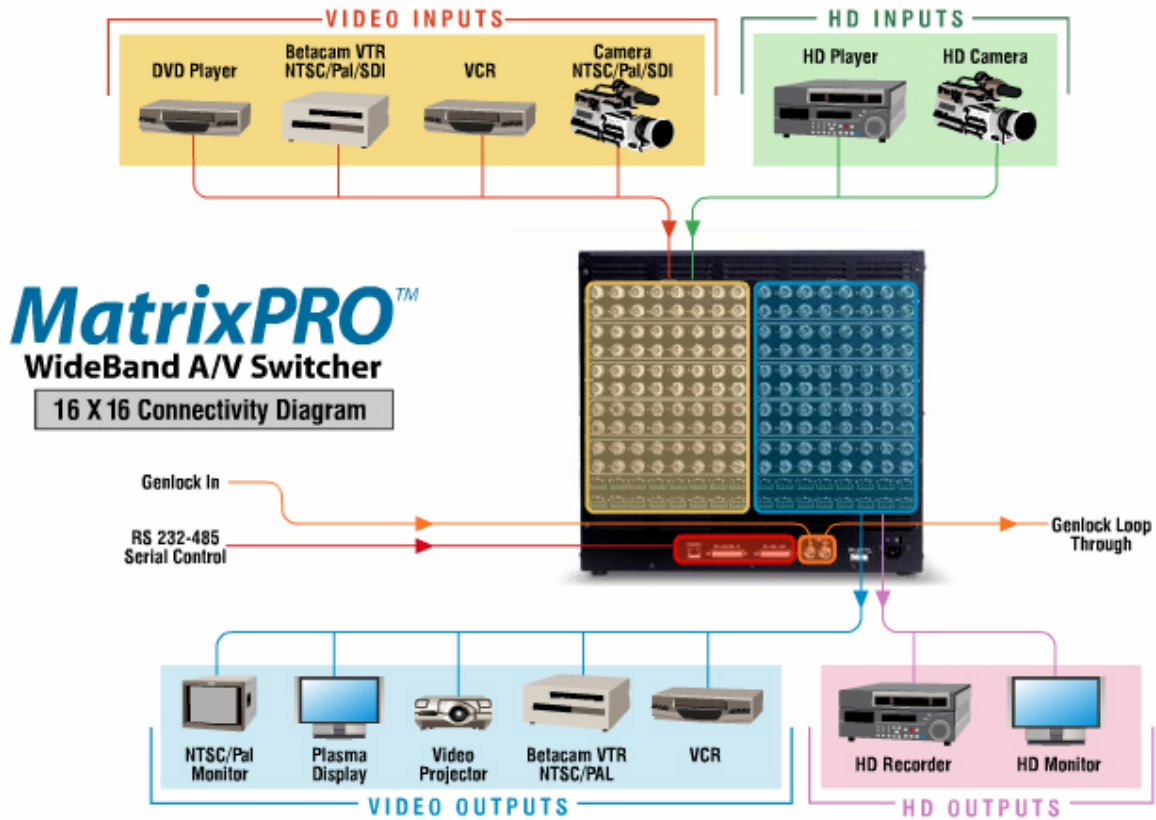 VIDEO INPUTS
HD INPUTS
DVD Player
Betacam VTR
NTSC/Pal/SDI
VCR
Camera
NTSC/Pal/SDI
HD Player
HD Camera
MatrixPRO™
WideBand A/V Switcher
16 X 16 Connectivity Diagram
Genlock In
RS 232-485
Serial Control
Genlock Loop
Through
NTSC/Pal
Monitor
Plasma
Display
Video
Projector
Betacam VTR
NTSC/PAL
VCR
HD Recorder
HD Monitor
VIDEO OUTPUTS
HD OUTPUTS